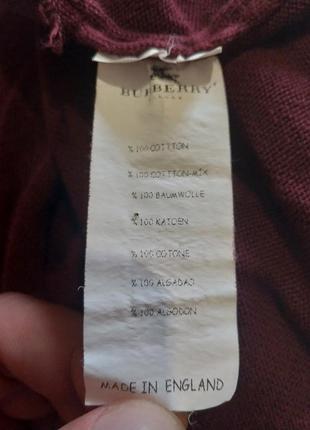 BURBERRY
% 100 COTTON
% 100 COTTON-MIX
% 100 BAUMWOLLE
% 100 KATOEN
% 100 COTONE
% 100 ALGADAO
% 100 ALGODON
MADE IN ENGLAND